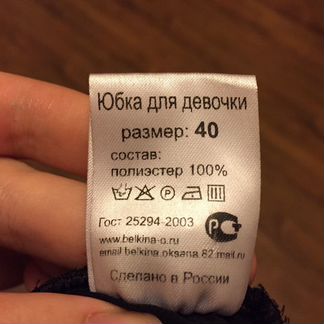 Юбка для девочки
размер: 40
состав:
полиэстер 100%
Гост 25294-2003
www.belkina-o.ru
email.belkina.oksana.82.mail.ru
Сделано в России